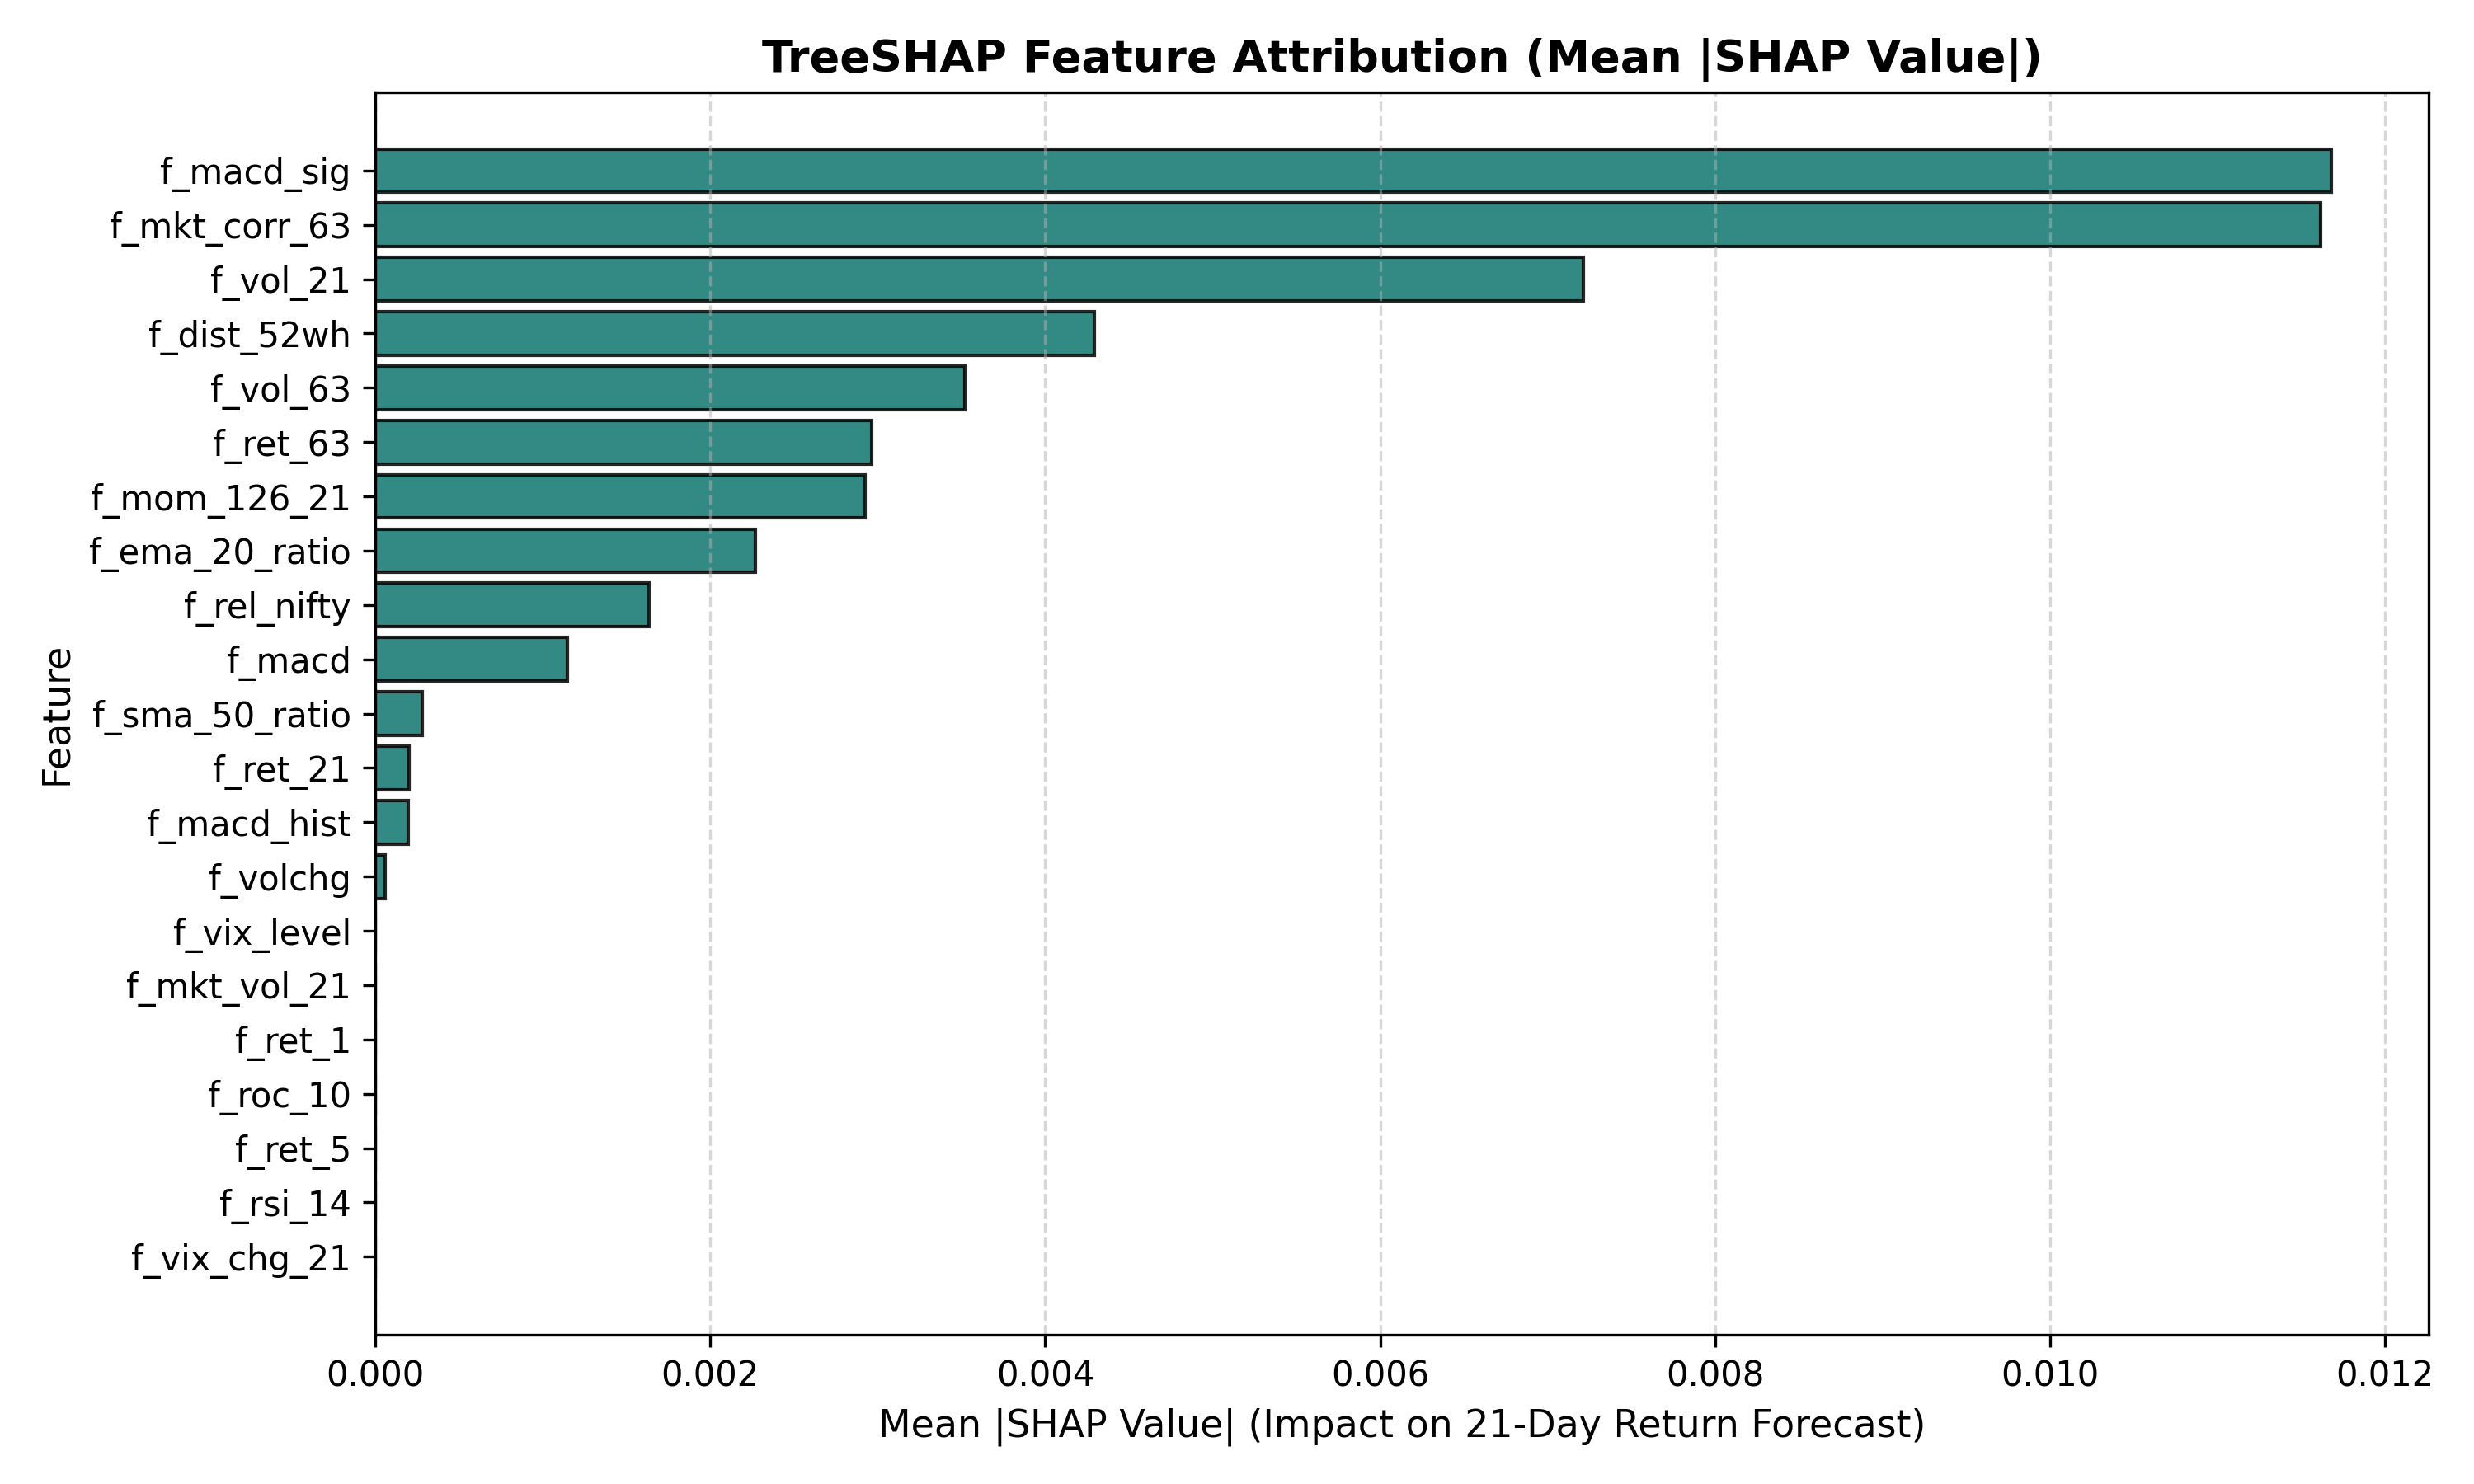 TreeSHAP Feature Attribution (Mean |SHAP Value|)
f_macd_sig
f_mkt_corr_63
f_vol_21
f_dist_52wh
f_vol_63
f_ret_63
f_mom_126_21
f_ema_20_ratio
f_rel_nifty
f_macd
f_sma_50_ratio
f_ret_21
f_macd_hist
f_volchg
f_vix_level
f_mkt_vol_21
f_ret_1
f_roc_10
f_ret_5
f_rsi_14
f_vix_chg_21
Feature
0.000 0.002 0.004 0.006 0.008 0.010 0.012
Mean |SHAP Value| (Impact on 21-Day Return Forecast)